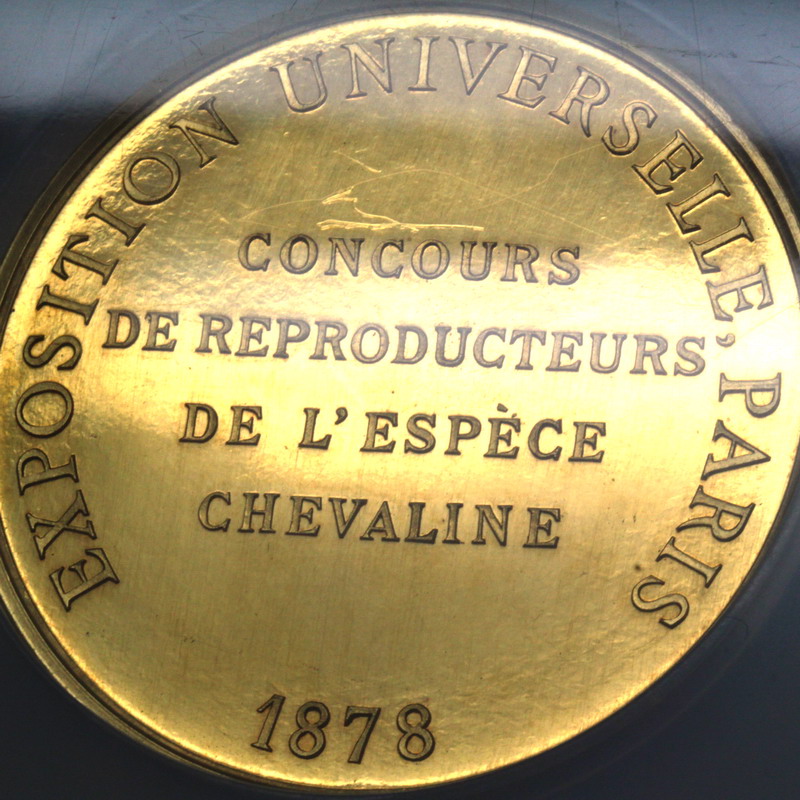 EXPOSITION UNIVERSELLE, PARIS
CONCOURS
DE REPRODUCTEURS
DE L'ESPÈCE
CHEVALINE
1878